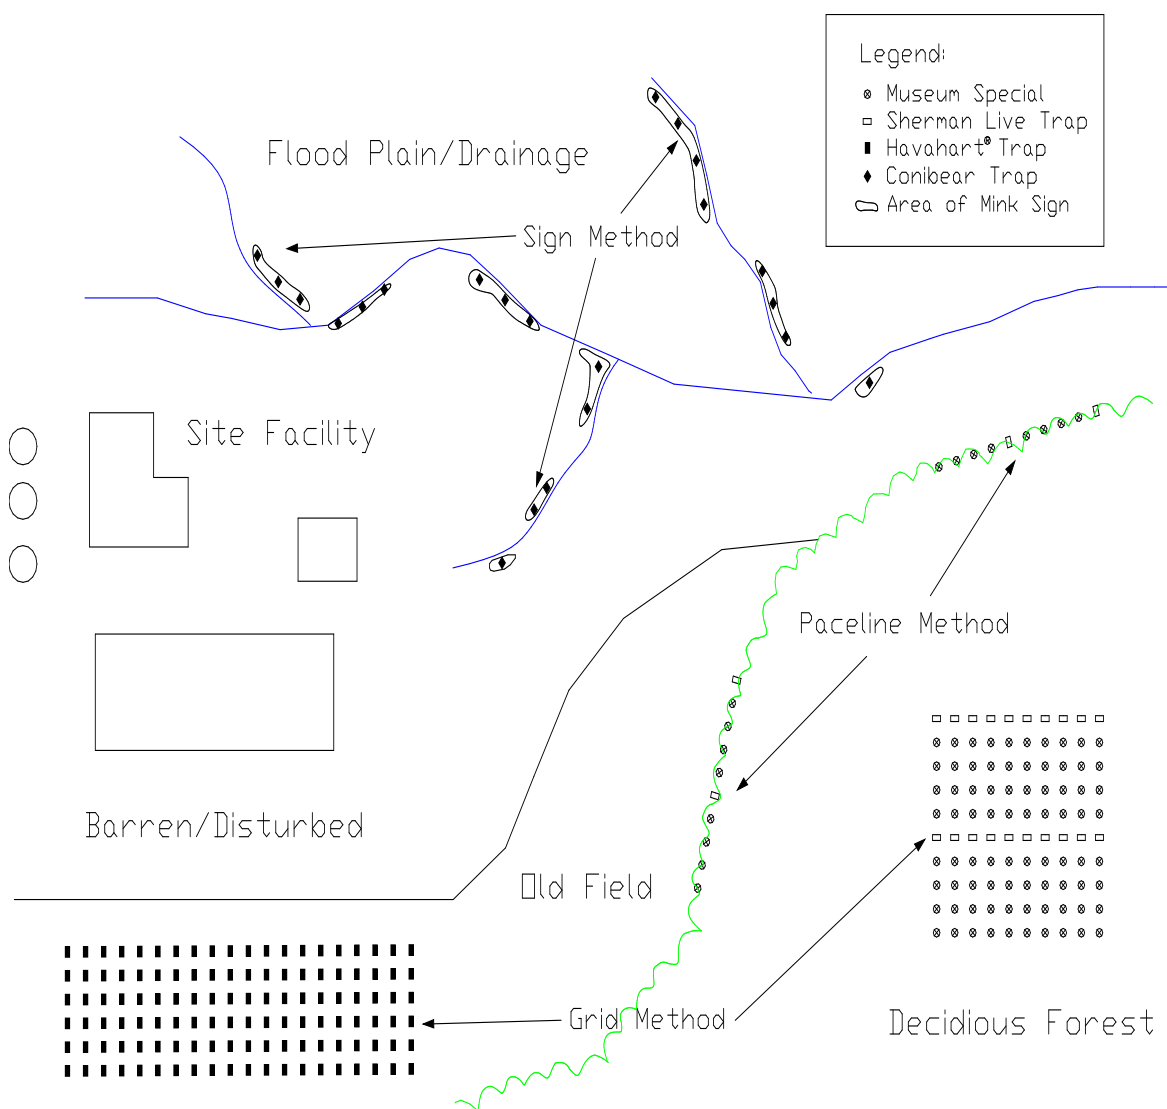 Legend:
Museum Special
Sherman Live Trap
Havahart® Trap
Conibear Trap
Area of Mink Sign
Flood Plain/Drainage
Sign Method
Site Facility
Paceline Method
Barren/Disturbed
Old Field
Grid Method
Decidious Forest